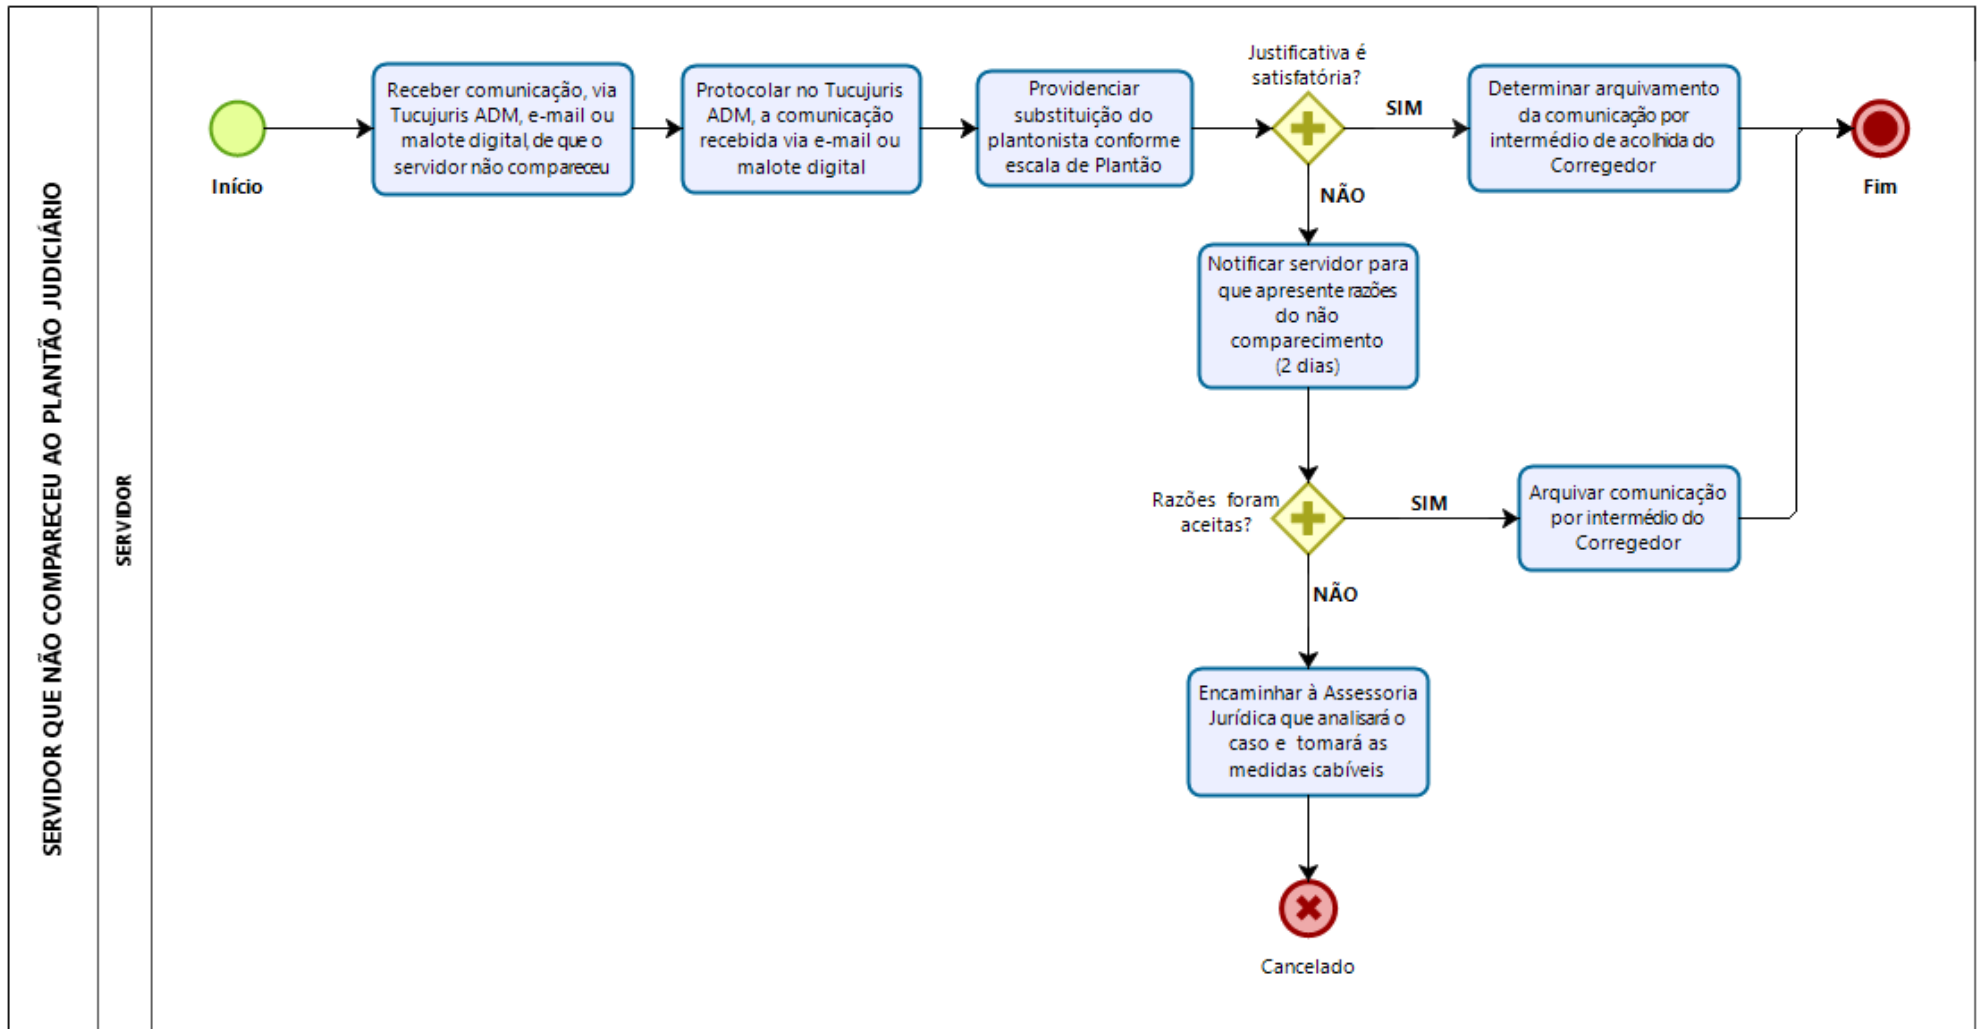 SERVIDOR QUE NÃO COMPARECEU AO PLANTÃO JUDICIÁRIO
SERVIDOR
Início
Receber comunicação, via
Tucujuris ADM, e-mail ou
malote digital, de que o
servidor não compareceu
Protocolar no Tucujuris
ADM, a comunicação
recebida via e-mail ou
malote digital
Providenciar
substituição do
plantonista conforme
escala de Plantão
Justificativa é
satisfatória?
SIM
Determinar arquivamento
da comunicação por
intermédio de acolhida do
Corregedor
Fim
NÃO
Notificar servidor para
que apresente razões
do não
comparecimento
(2 dias)
Razões foram
aceitas?
SIM
Arquivar comunicação
por intermédio do
Corregedor
NÃO
Encaminhar à Assessoria
Jurídica que analisará o
caso e tomará as
medidas cabíveis
Cancelado